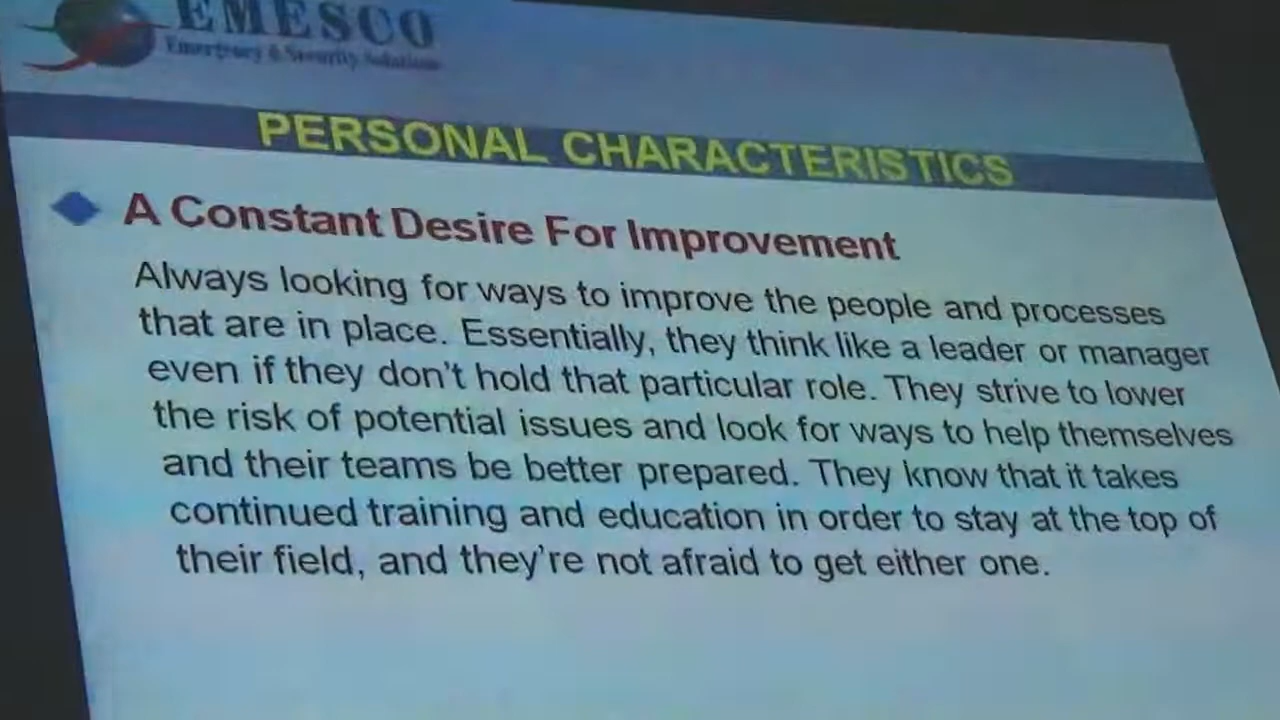 EMESCO
Emergency & Security Solutions
PERSONAL CHARACTERISTICS
A Constant Desire For Improvement
Always looking for ways to improve the people and processes
that are in place. Essentially, they think like a leader or manager
even if they don't hold that particular role. They strive to lower
the risk of potential issues and look for ways to help themselves
and their teams be better prepared. They know that it takes
continued training and education in order to stay at the top of
their field, and they're not afraid to get either one.